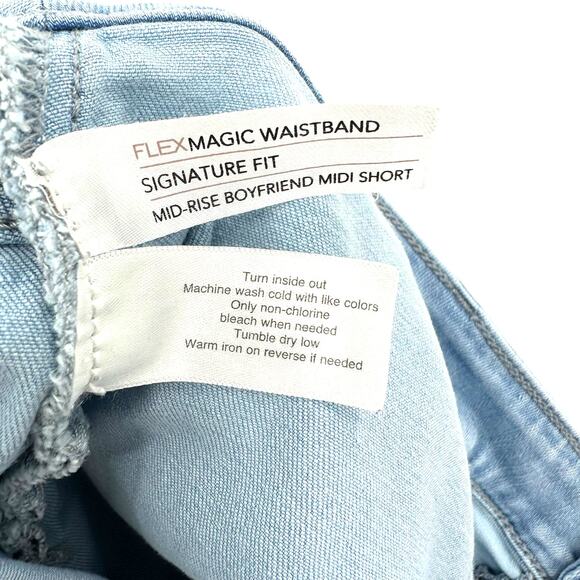 FLEXMAGIC WAISTBAND
SIGNATURE FIT
MID-RISE BOYFRIEND MIDI SHORT
Turn inside out
Machine wash cold with like colors
Only non-chlorine
bleach when needed
Tumble dry low
Warm iron on reverse if needed